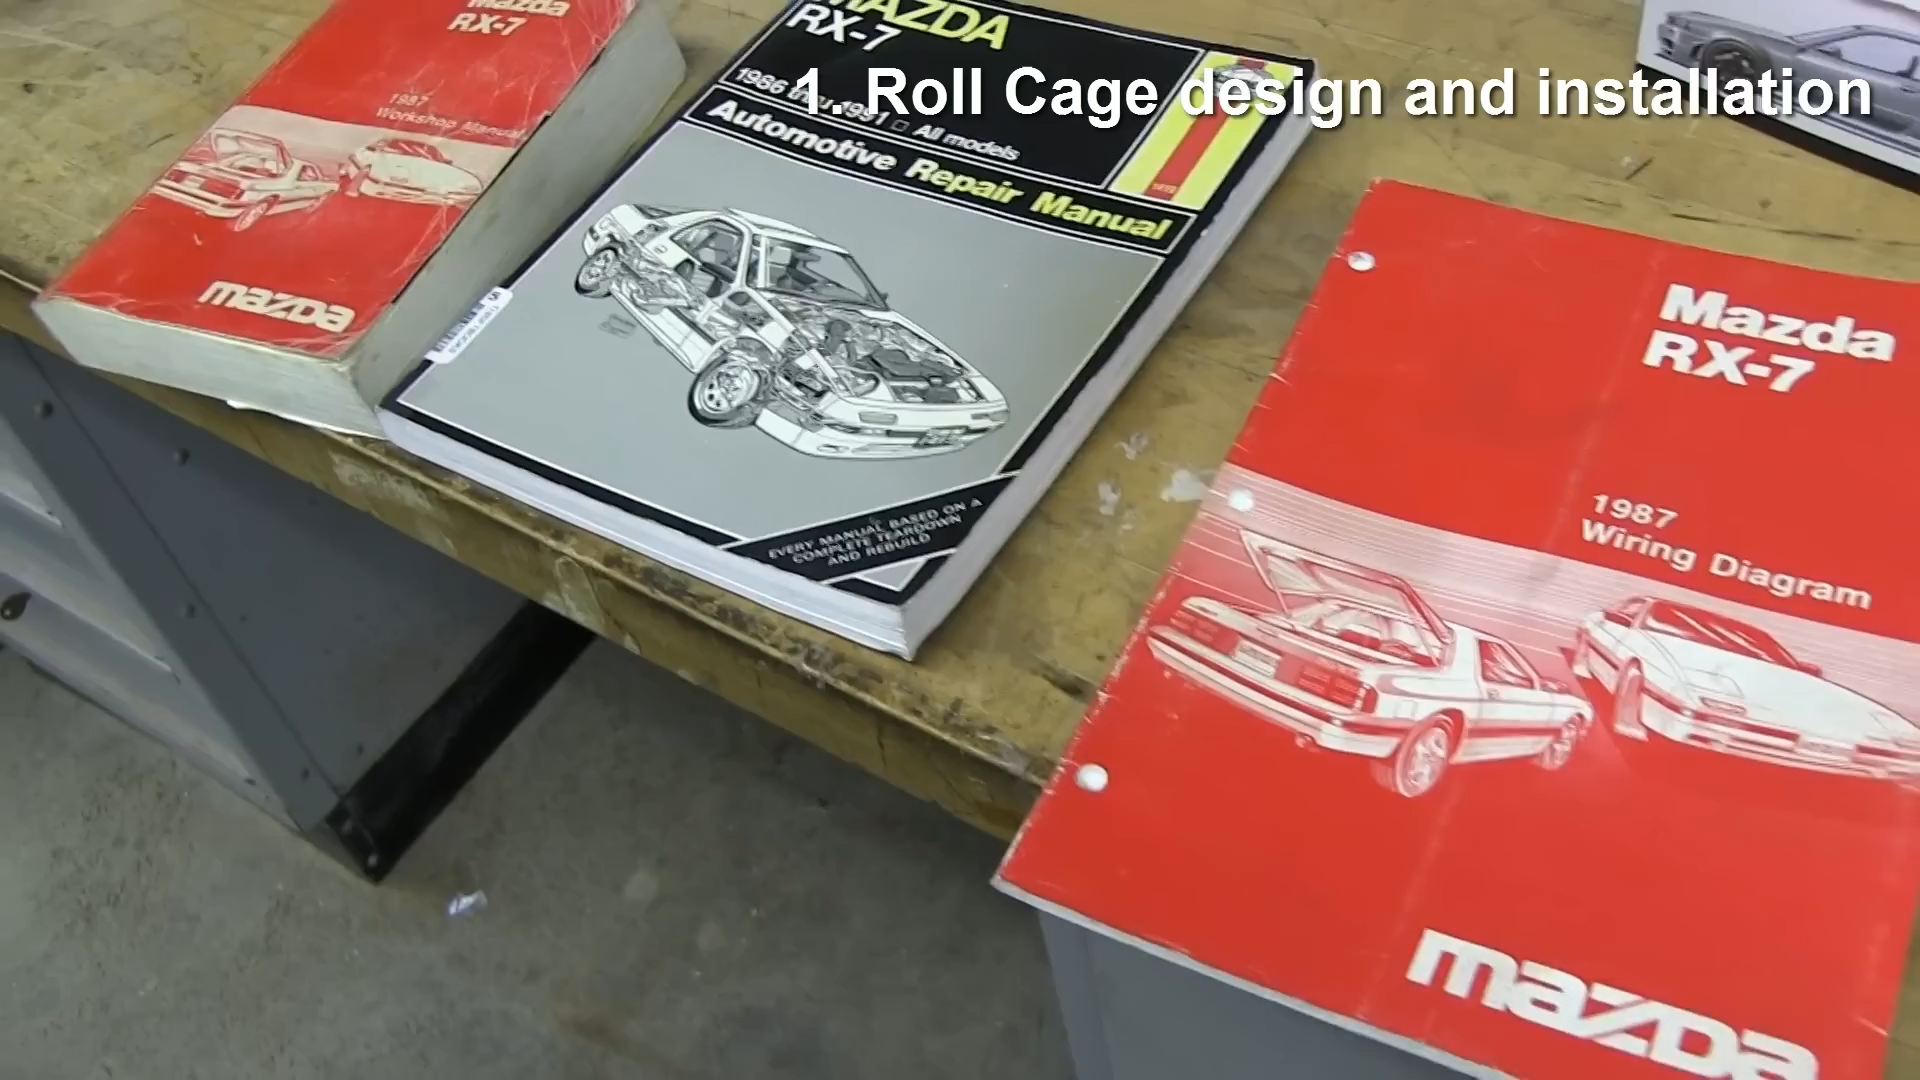 Mazda
RX-7
1987
Workshop Manual
mazda
MAZDA
RX-7
1986 thru 1991 □ All models
Automotive Repair Manual
EVERY MANUAL BASED ON A
COMPLETE TEARDOWN
AND REBUILD
1. Roll Cage design and installation
Mazda
RX-7
1987
Wiring Diagram
mazda